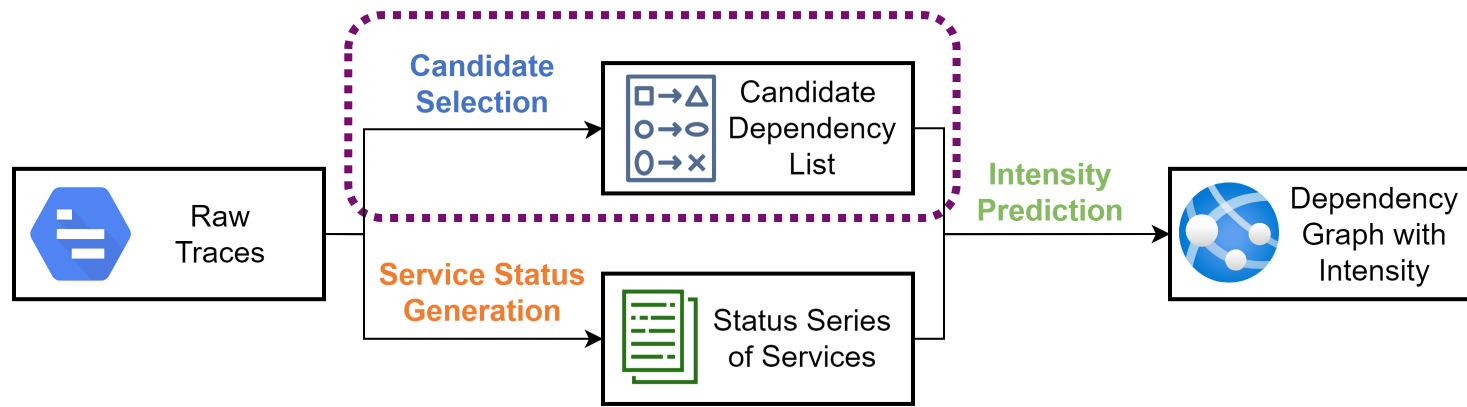 Raw
Traces
Candidate
Selection
Candidate
Dependency
List
Service Status
Generation
Status Series
of Services
Intensity
Prediction
Dependency
Graph with
Intensity